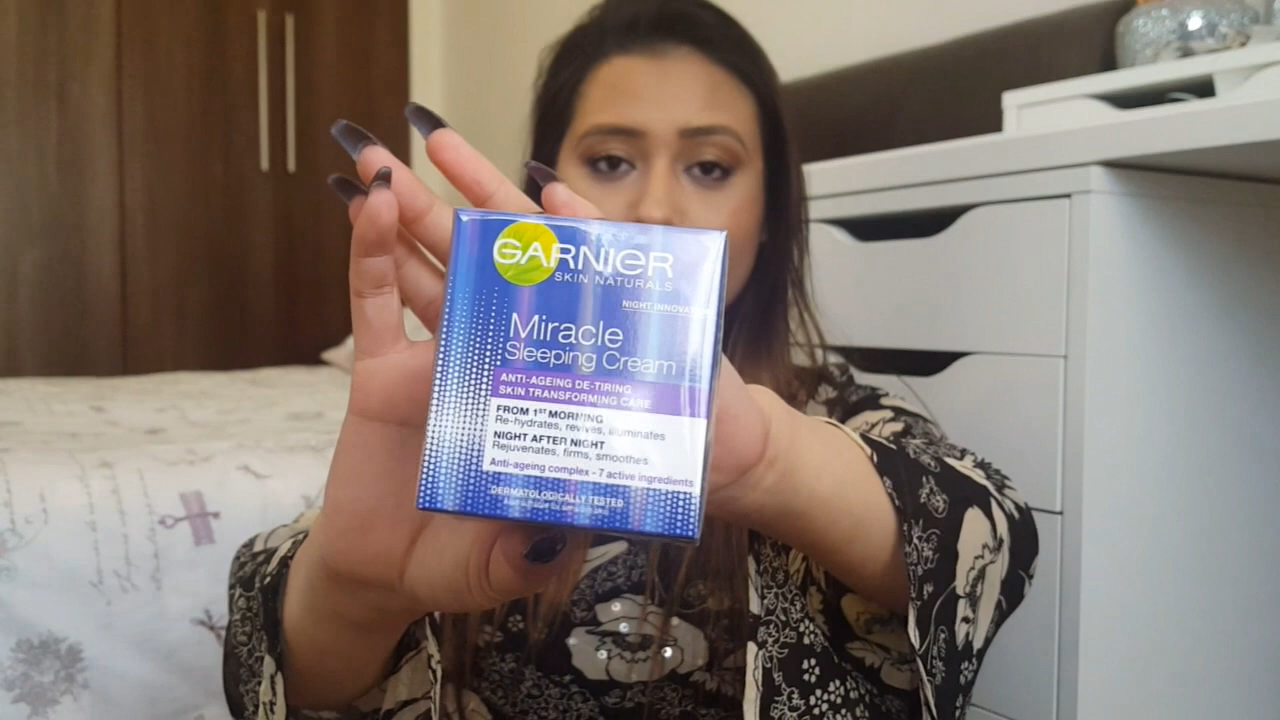 GARNIER
SKIN NATURALS
NIGHT
Miracle
Sleeping Cream
ANTI-AGEING DE-TIRING
SKIN TRANSFORMING CARE
FROM 1ST MORNING
Re-hydrates, revives, illuminates
NIGHT AFTER NIGHT
Rejuvenates, firms, smoothes
Anti-ageing complex - 7 active ingredients
DERMATOLOGICALLY TESTED